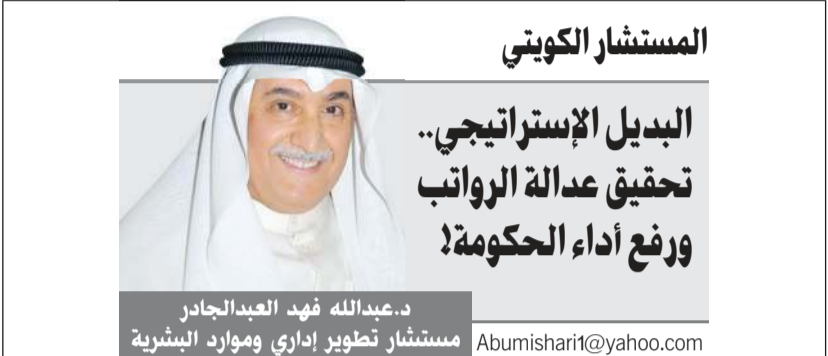 المستشار الكويتي
البديل الإستراتيجي..
تحقيق عدالة الرواتب
ورفع أداء الحكومة!
د.عبدالله فهد العبدالجادر
مستشار تطوير إداري وموارد البشرية
Abumishari1@yahoo.com